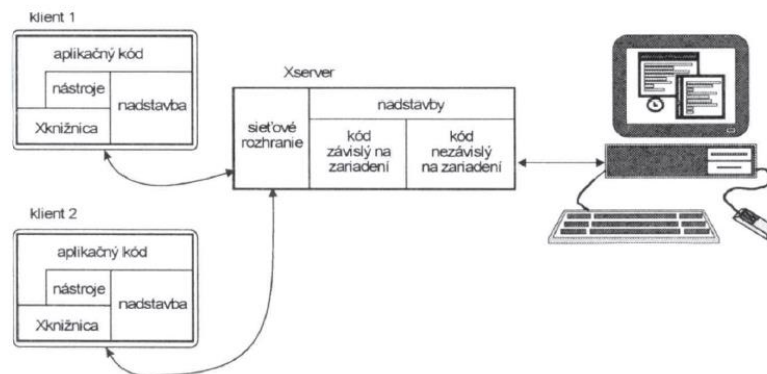 klient 1
aplikačný kód
nástroje
nadstavba
Xknižnica
Xserver
sieťové
rozhranie
nadstavby
kód
závislý na
zariadení
kód
nezávislý
na zariadení
klient 2
aplikačný kód
nástroje
nadstavba
Xknižnica